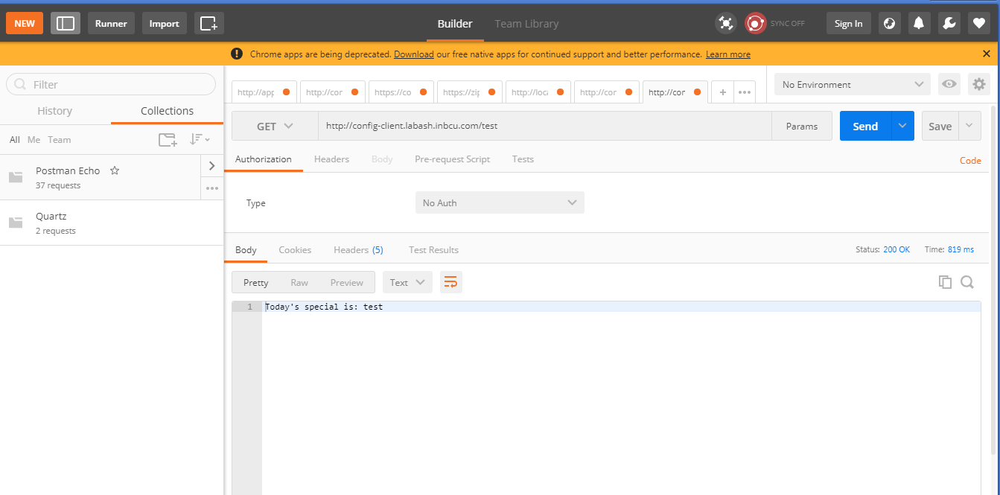 NEW Runner Import Builder Team Library SYNC OFF Sign In
Chrome apps are being deprecated. Download our free native apps for continued support and better performance. Learn more
Filter
History Collections
All Me Team
Postman Echo
37 requests
Quartz
2 requests
http://app http://cor https://co https://zip http://loca http://cor http://cor + No Environment
GET http://config-client.labash.inbcu.com/test Params Send Save
Authorization Headers Body Pre-request Script Tests Code
Type No Auth
Body Cookies Headers (5) Test Results Status: 200 OK Time: 819 ms
Pretty Raw Preview Text
1 Today's special is: test